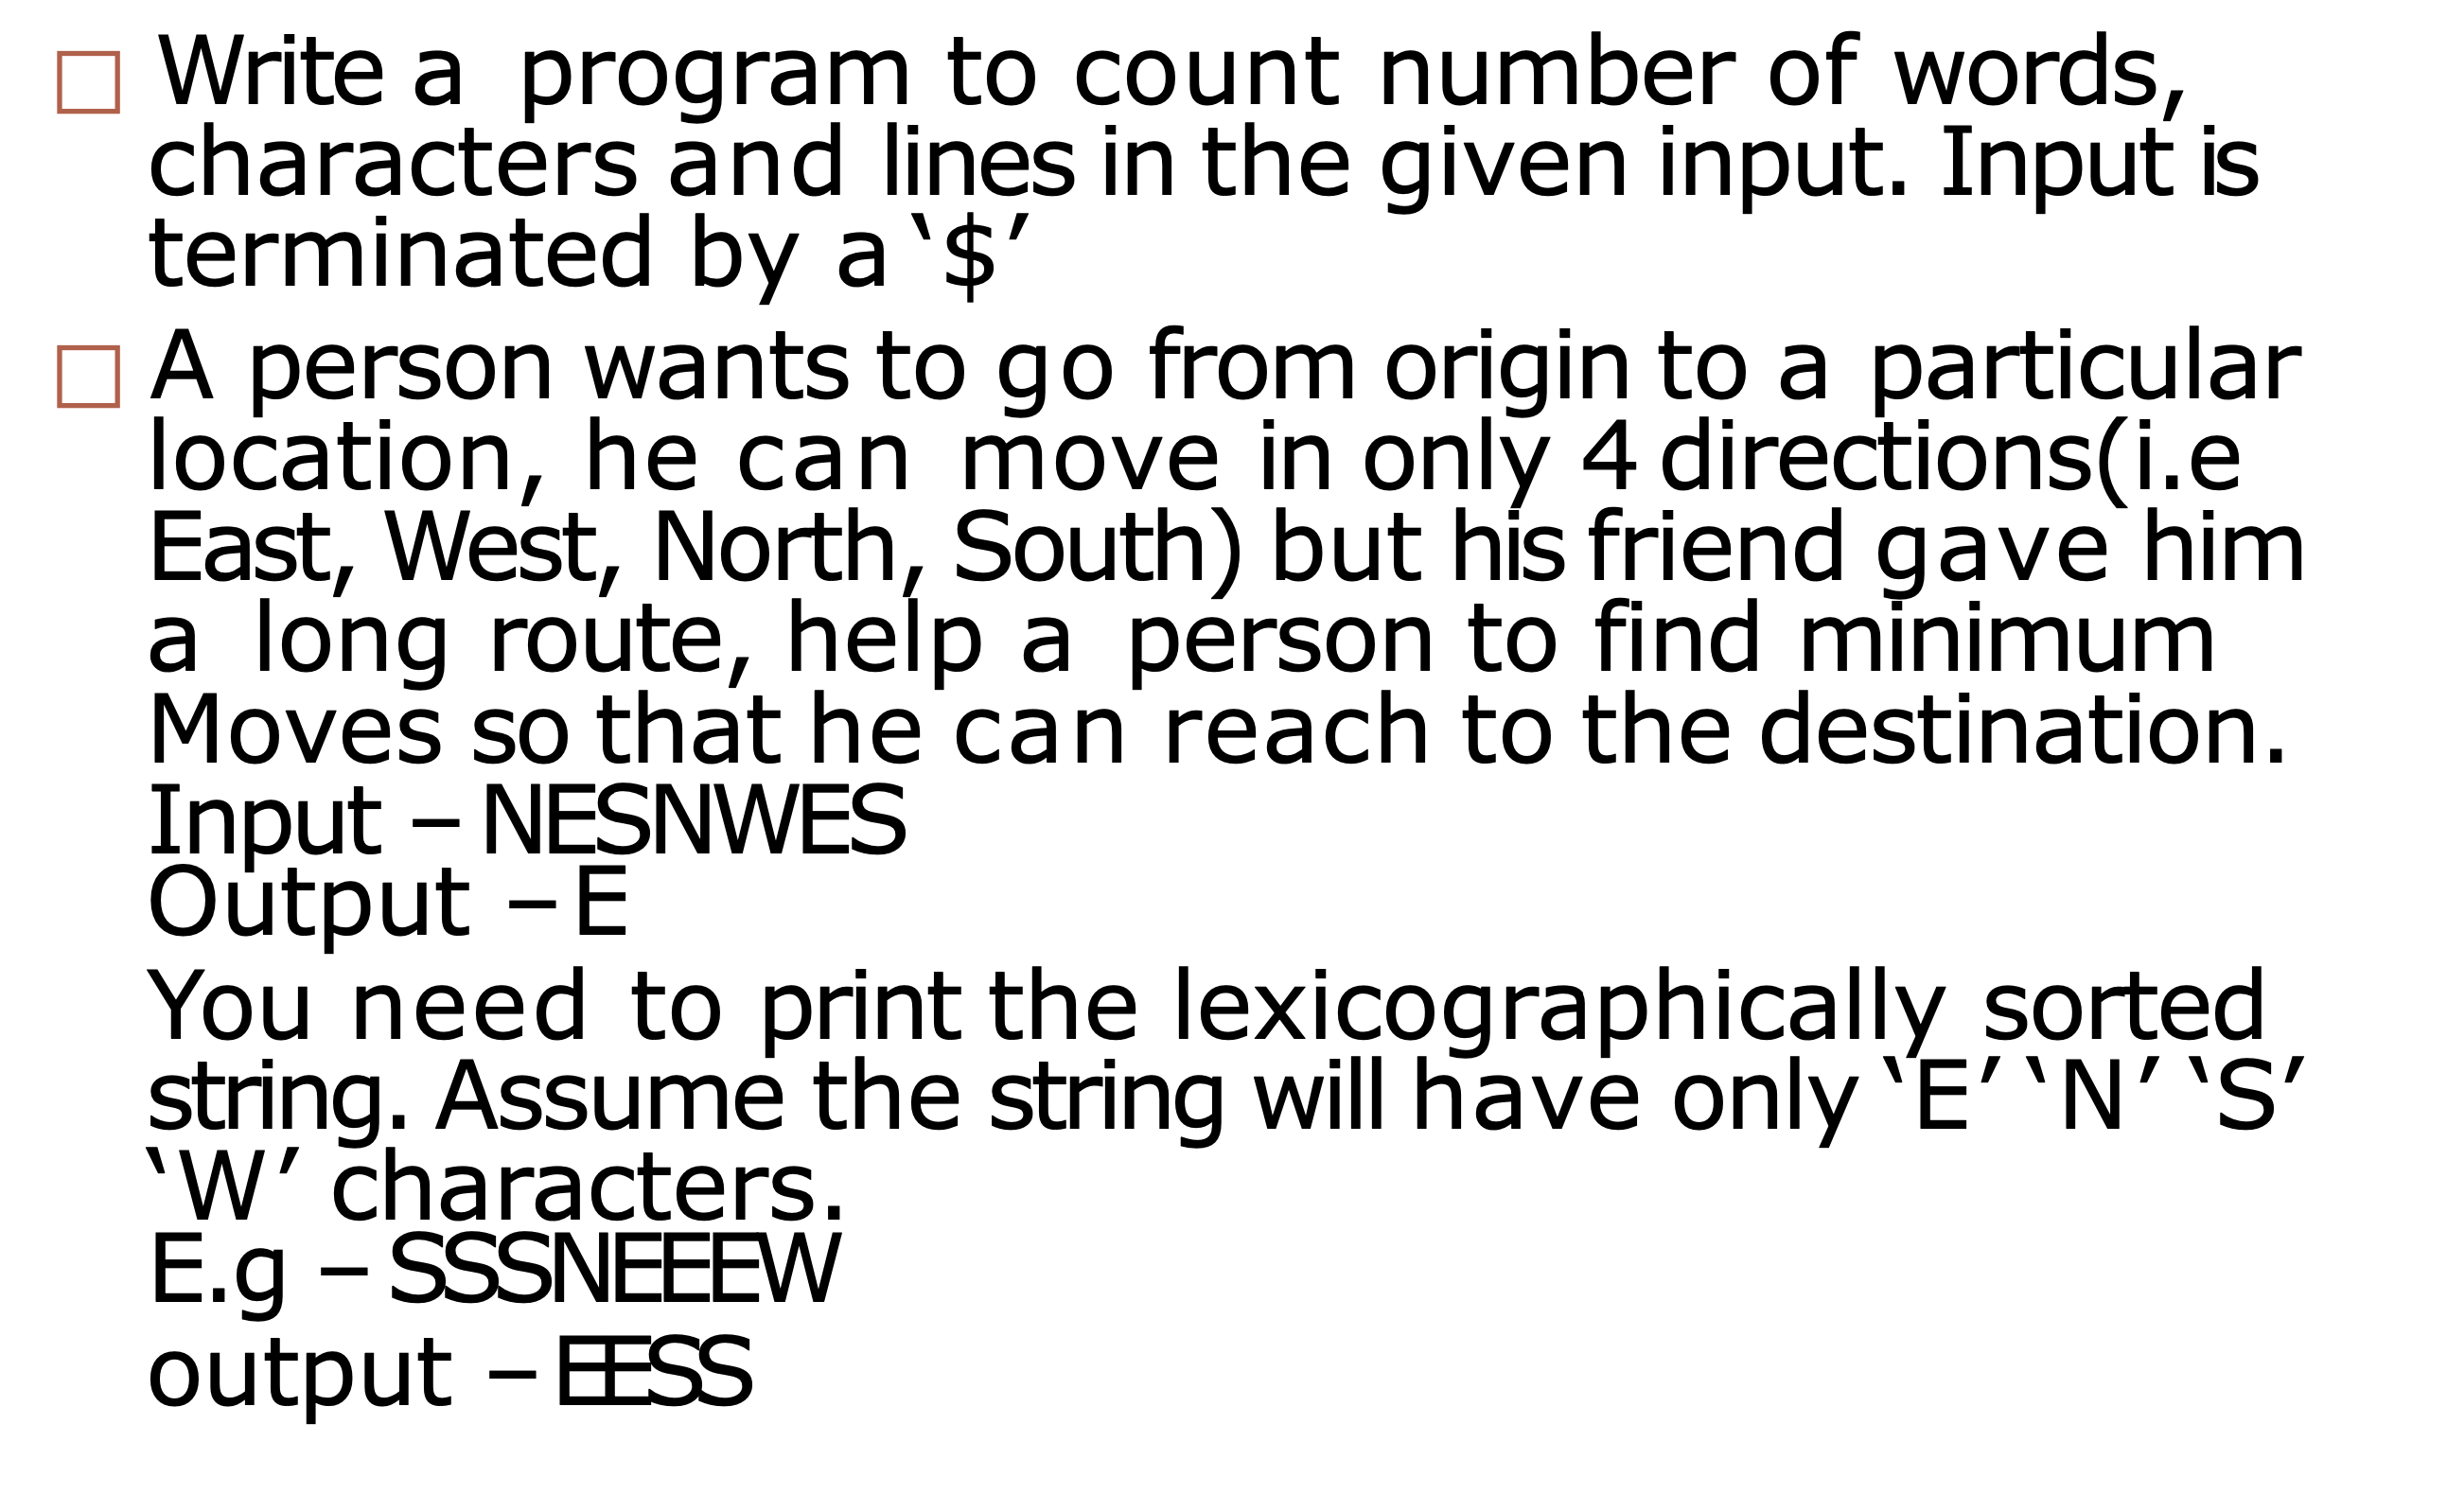 □ Write a program to count number of words,
characters and lines in the given input. Input is
terminated by a ‘$’
□ A person wants to go from origin to a particular
location, he can move in only 4 directions(i.e
East, West, North, South) but his friend gave him
a long route, help a person to find minimum
Moves so that he can reach to the destination.
Input – NESNWES
Output – E
You need to print the lexicographically sorted
string. Assume the string will have only ‘E’ ‘N’ ‘S’
‘W’ characters.
E.g – SSSNEEEW
output – EESS